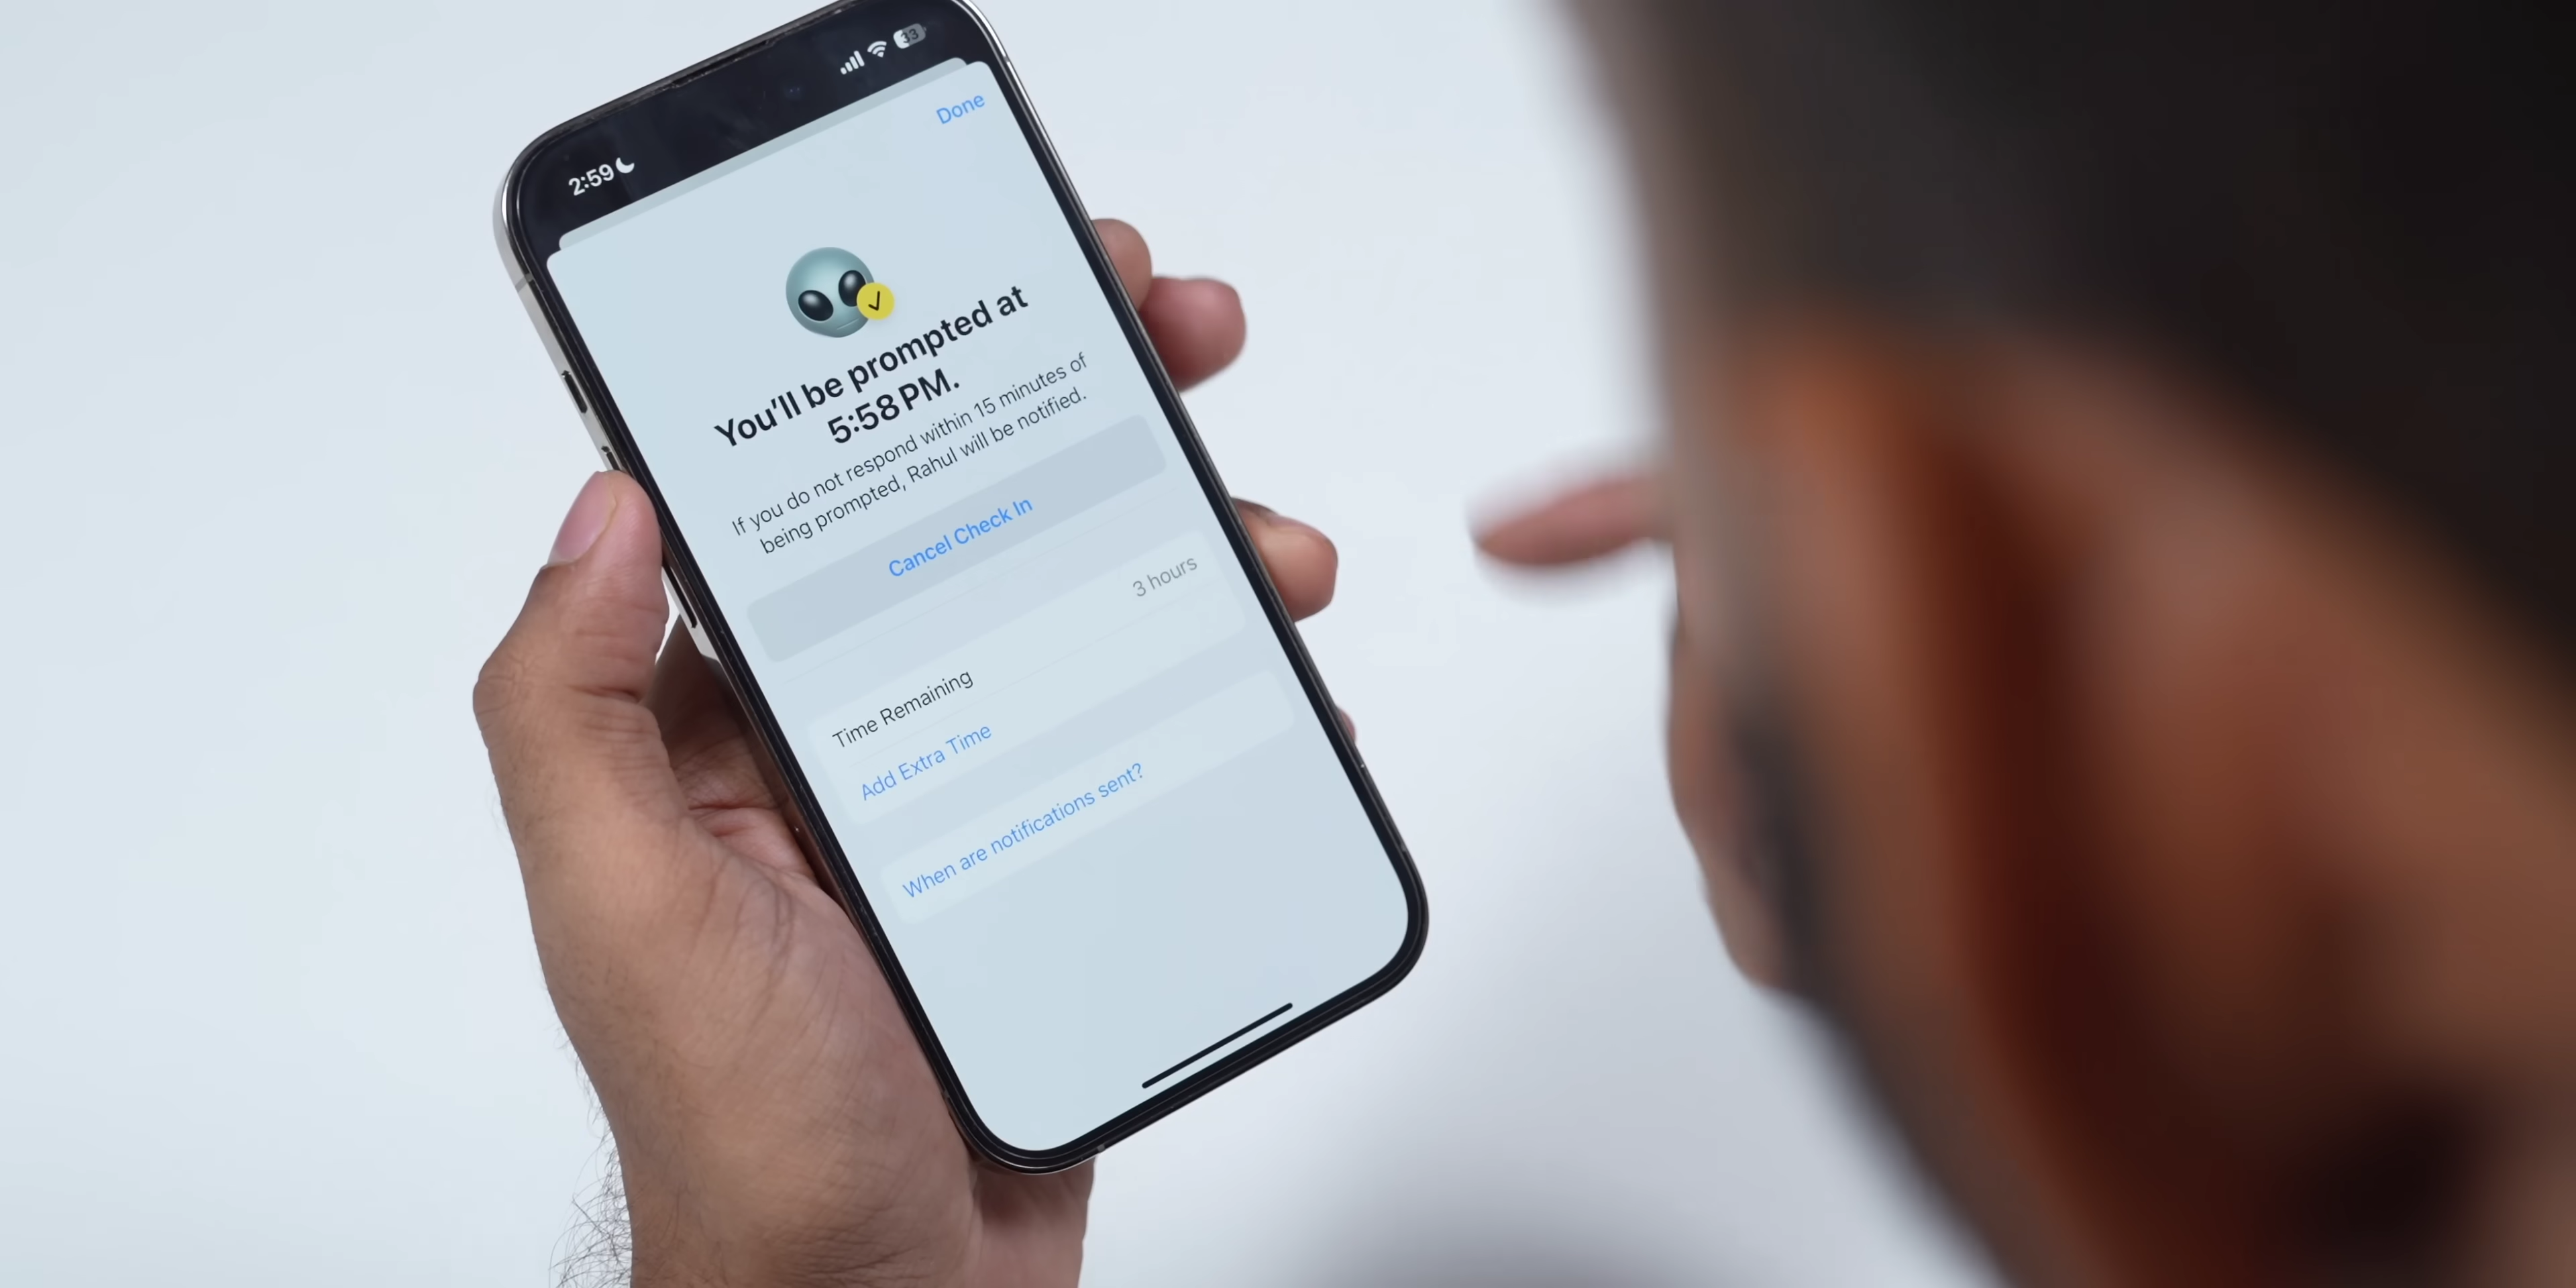 2:59
33
Done
You'll be prompted at
5:58 PM.
If you do not respond within 15 minutes of
being prompted, Rahul will be notified.
Cancel Check In
Time Remaining 3 hours
Add Extra Time
When are notifications sent?